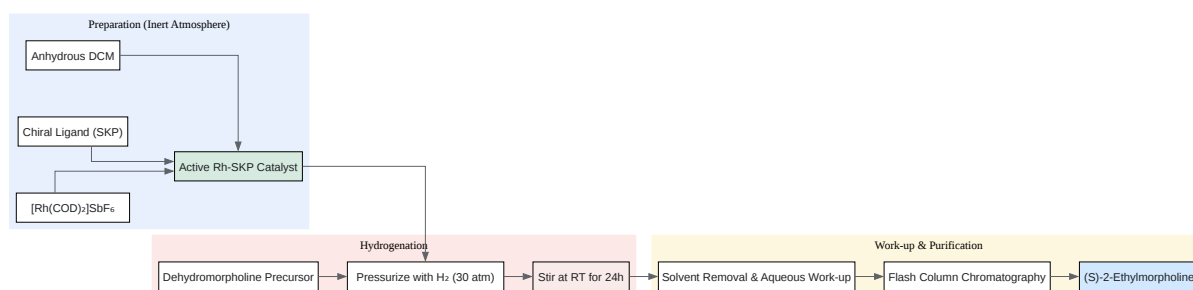 Preparation (Inert Atmosphere)
Anhydrous DCM
Chiral Ligand (SKP)
Active Rh-SKP Catalyst
[Rh(COD)₂]SbF₆
Hydrogenation
Dehydromorpholine Precursor
Pressurize with H₂ (30 atm)
Stir at RT for 24h
Work-up & Purification
Solvent Removal & Aqueous Work-up
Flash Column Chromatography
(S)-2-Ethylmorpholine